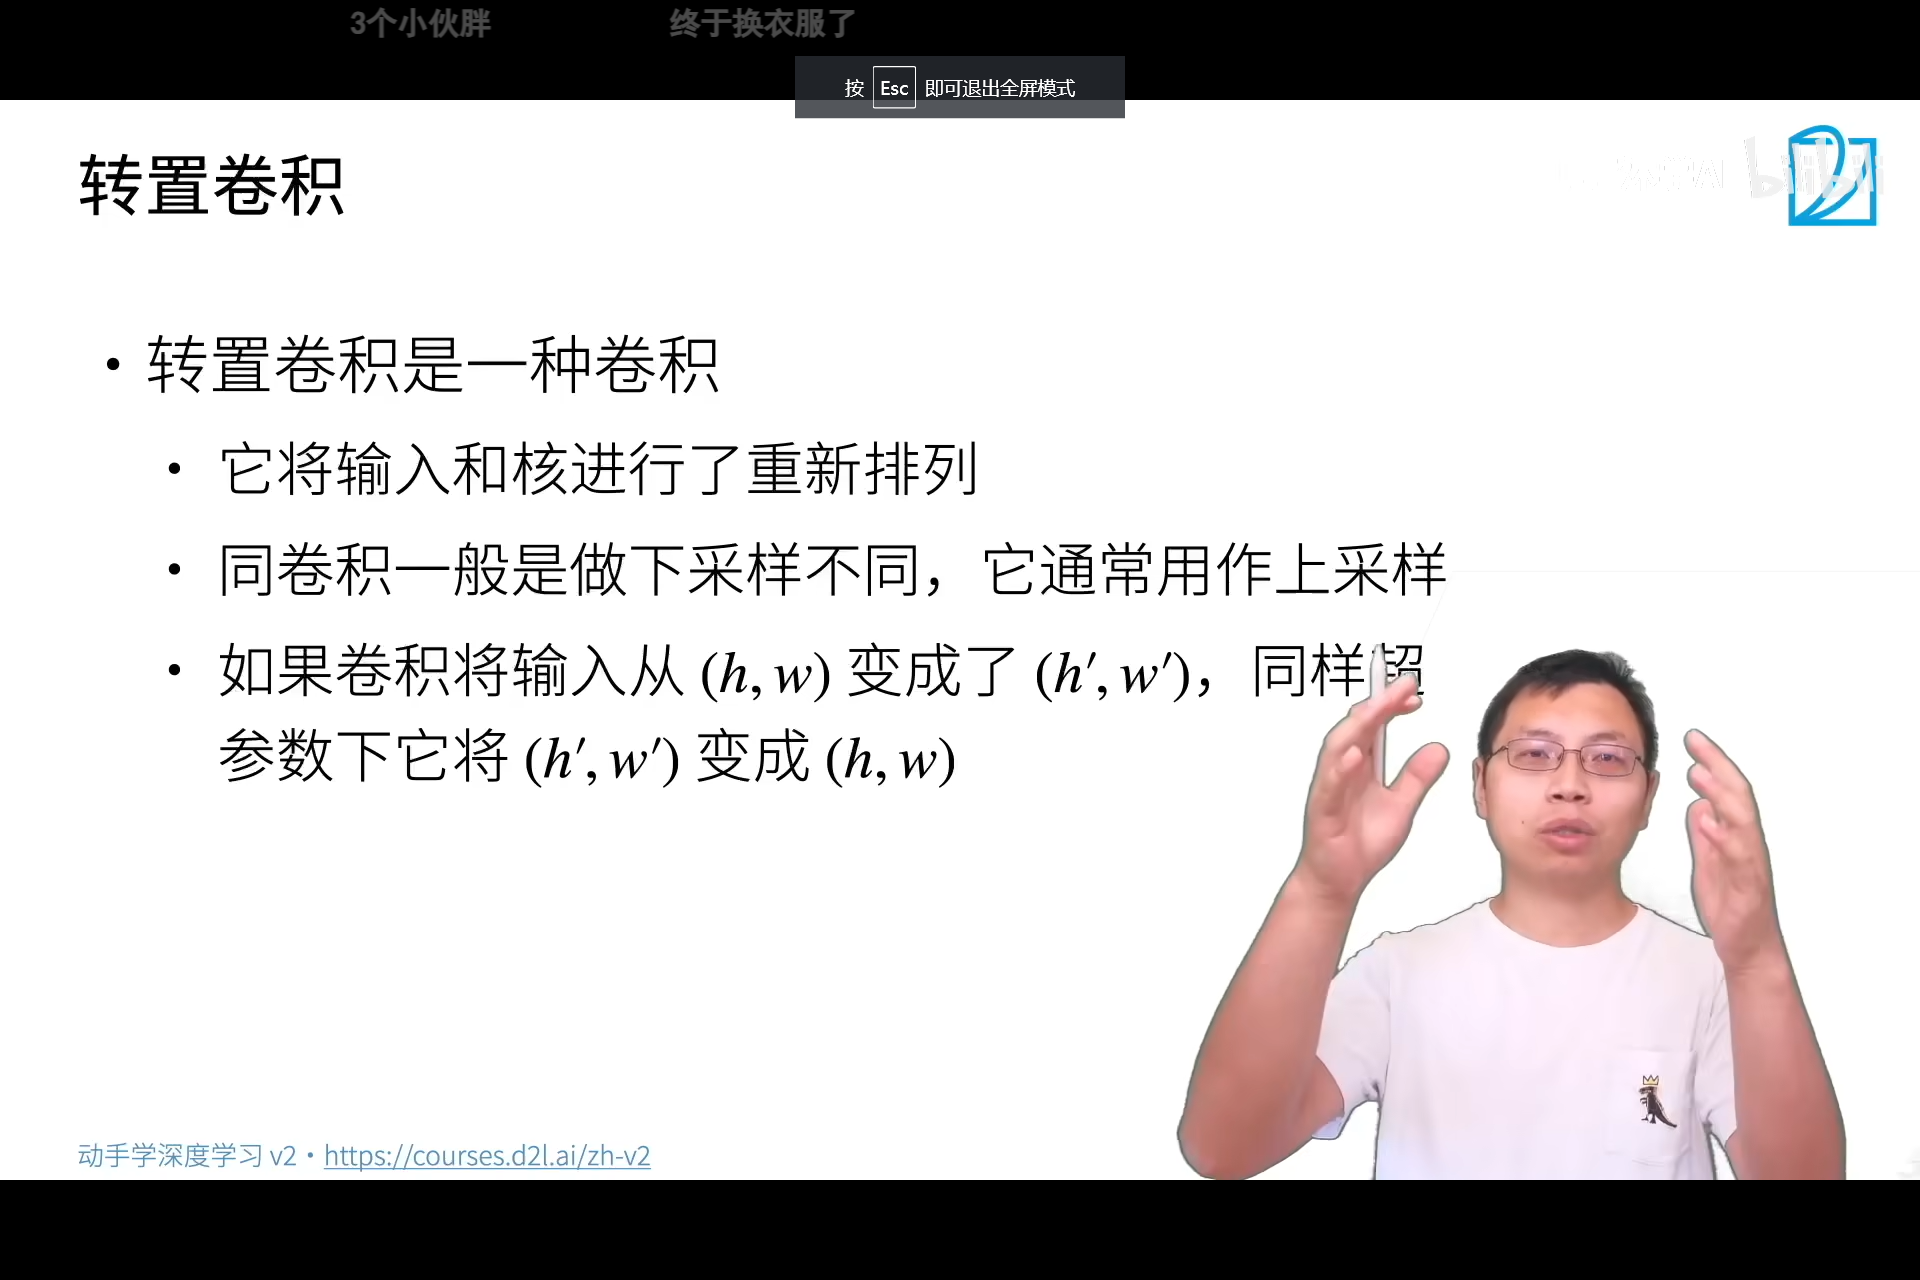 3个小伙胖 终于换衣服了
按 Esc 即可退出全屏模式
转置卷积
bilibili
• 转置卷积是一种卷积
• 它将输入和核进行了重新排列
• 同卷积一般是做下采样不同，它通常用作上采样
• 如果卷积将输入从 (h, w) 变成了 (h′, w′)，同样超
参数下它将 (h′, w′) 变成 (h, w)
动手学深度学习 v2 • https://courses.d2l.ai/zh-v2